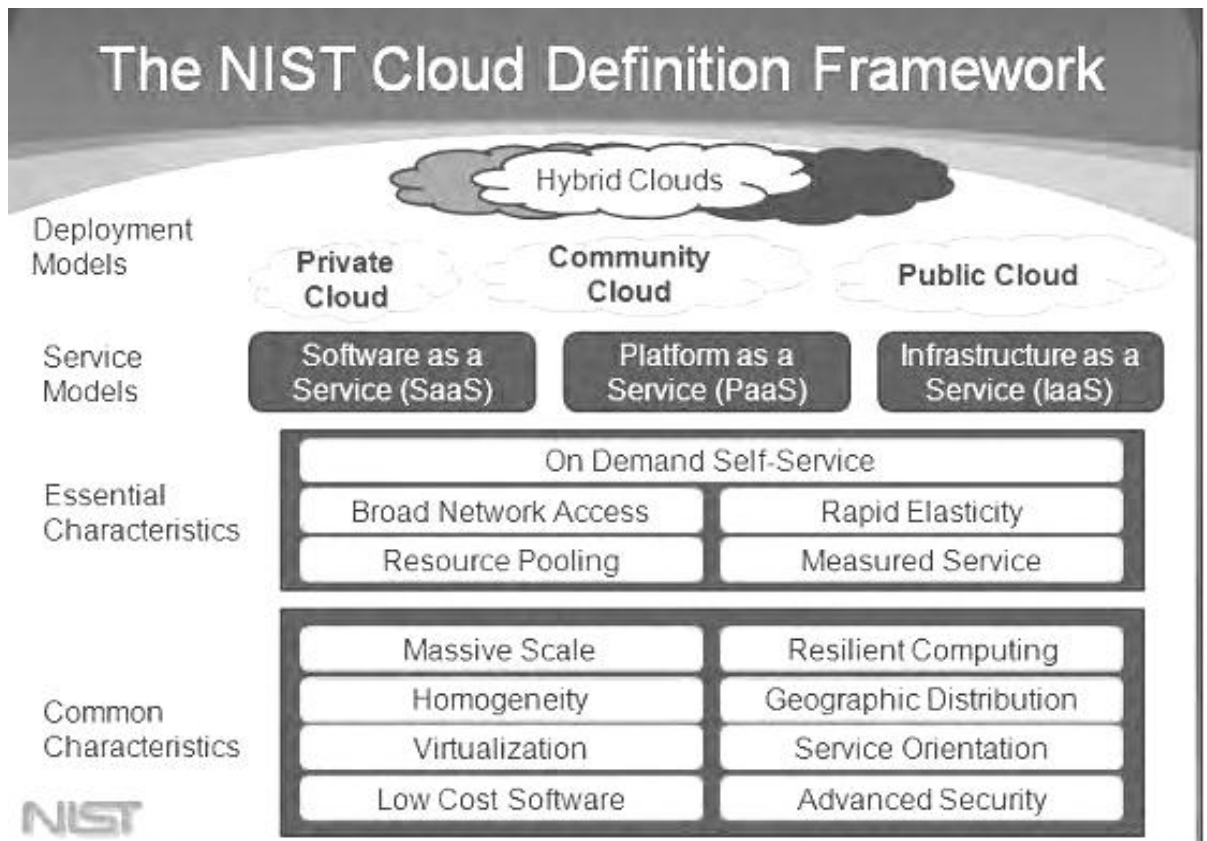 The NIST Cloud Definition Framework
Hybrid Clouds
Deployment
Models
Private
Cloud
Community
Cloud
Public Cloud
Service
Models
Software as a
Service (SaaS)
Platform as a
Service (PaaS)
Infrastructure as a
Service (IaaS)
Essential
Characteristics
On Demand Self-Service
Broad Network Access
Rapid Elasticity
Resource Pooling
Measured Service
Common
Characteristics
Massive Scale
Resilient Computing
Homogeneity
Geographic Distribution
Virtualization
Service Orientation
Low Cost Software
Advanced Security
NIST